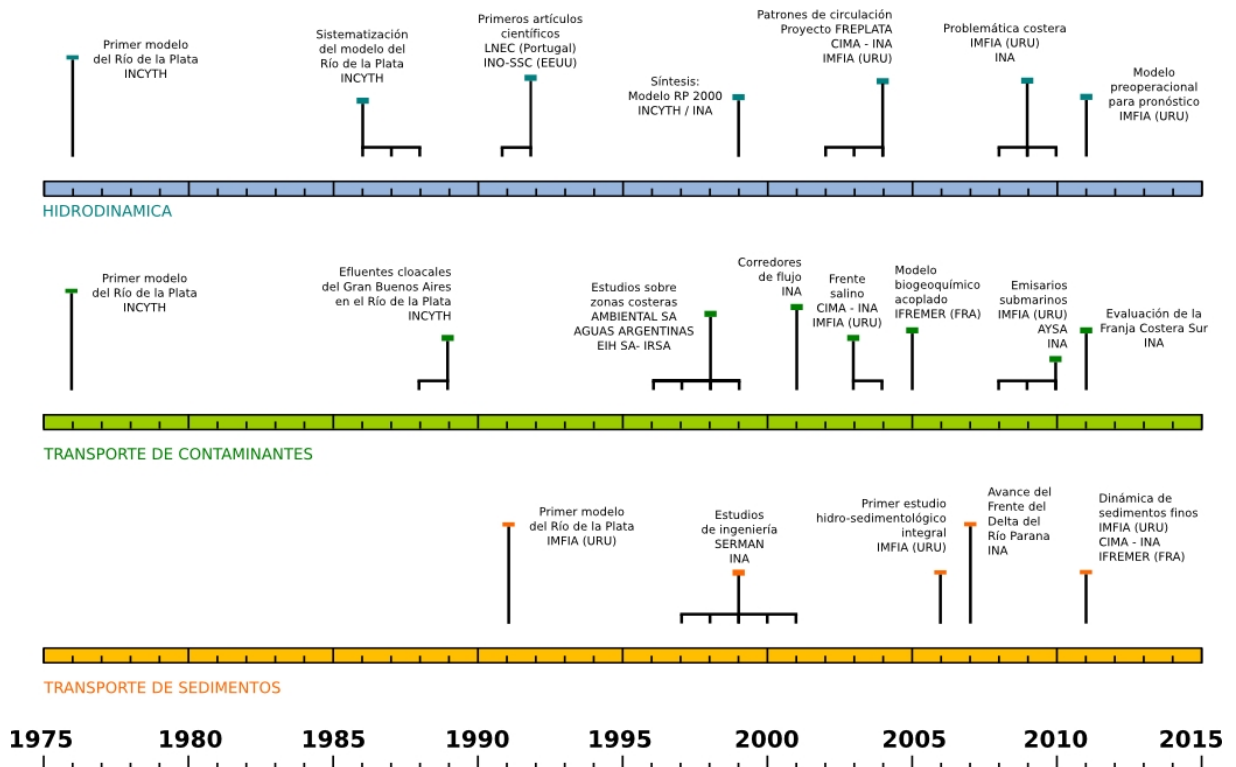 Primer modelo
del Río de la Plata
INCYTH
Sistematización
del modelo del
Río de la Plata
INCYTH
Primeros artículos
científicos
LNEC (Portugal)
INO-SSC (EEUU)
Síntesis:
Modelo RP 2000
INCYTH / INA
Patrones de circulación
Proyecto FREPLATA
CIMA - INA
IMFIA (URU)
Problemática costera
IMFIA (URU)
INA
Modelo
preoperacional
para pronóstico
IMFIA (URU)
HIDRODINAMICA
Primer modelo
del Río de la Plata
INCYTH
Efluentes cloacales
del Gran Buenos Aires
en el Río de la Plata
INCYTH
Estudios sobre
zonas costeras
AMBIENTAL SA
AGUAS ARGENTINAS
EIH SA- IRSA
Corredores
de flujo
INA
Frente
salino
CIMA - INA
IMFIA (URU)
Modelo
biogeoquímico
acoplado
IFREMER (FRA)
Emisarios
submarinos
IMFIA (URU)
AYSA
INA
Evaluación de la
Franja Costera Sur
INA
TRANSPORTE DE CONTAMINANTES
Primer modelo
del Río de la Plata
IMFIA (URU)
Estudios
de ingeniería
SERMAN
INA
Primer estudio
hidro-sedimentológico
integral
IMFIA (URU)
Avance del
Frente del
Delta del
Río Parana
INA
Dinámica de
sedimentos finos
IMFIA (URU)
CIMA - INA
IFREMER (FRA)
TRANSPORTE DE SEDIMENTOS
1975 1980 1985 1990 1995 2000 2005 2010 2015